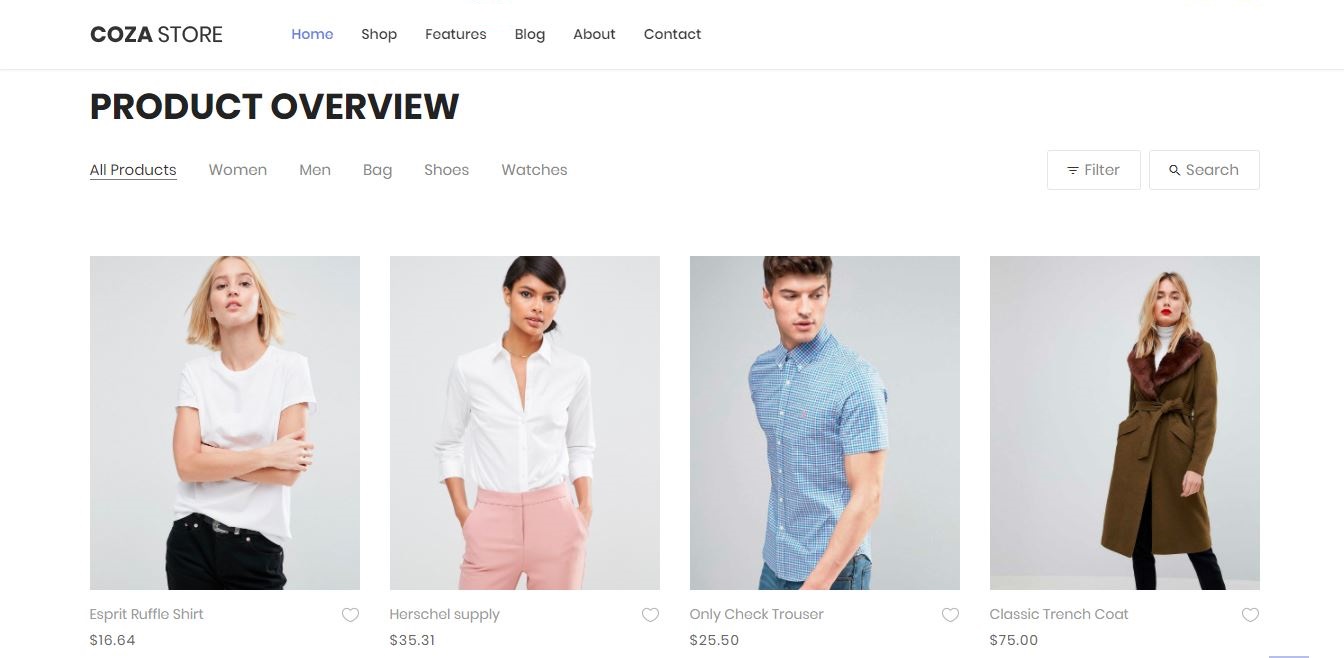 COZA STORE Home Shop Features Blog About Contact
PRODUCT OVERVIEW
All Products Women Men Bag Shoes Watches Filter Search
Esprit Ruffle Shirt Herschel supply Only Check Trouser Classic Trench Coat
$16.64 $35.31 $25.50 $75.00